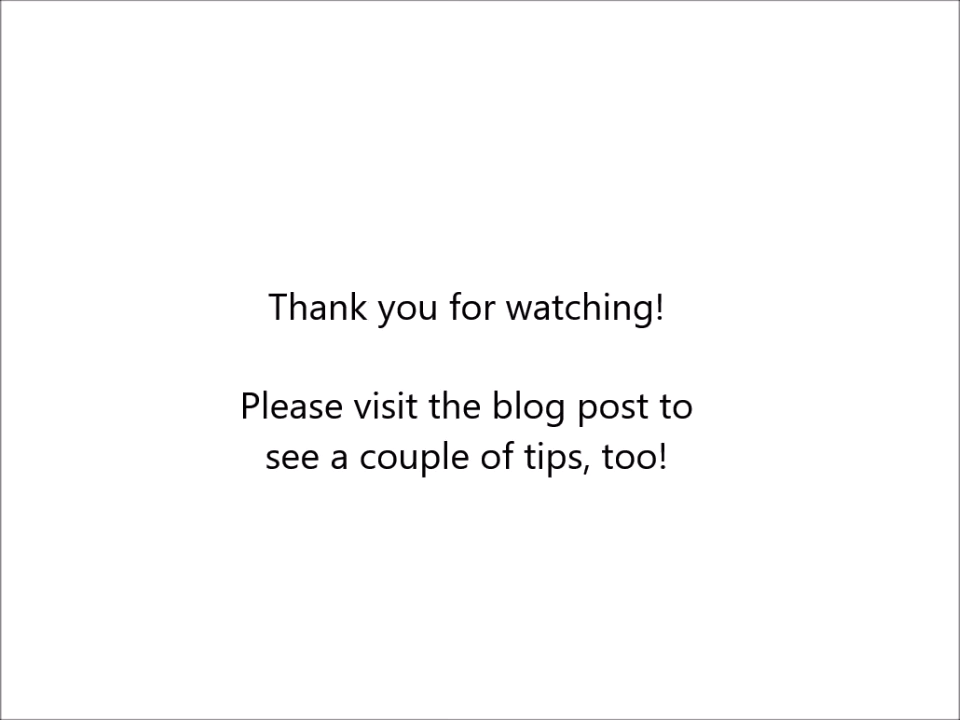 Thank you for watching!
Please visit the blog post to
see a couple of tips, too!